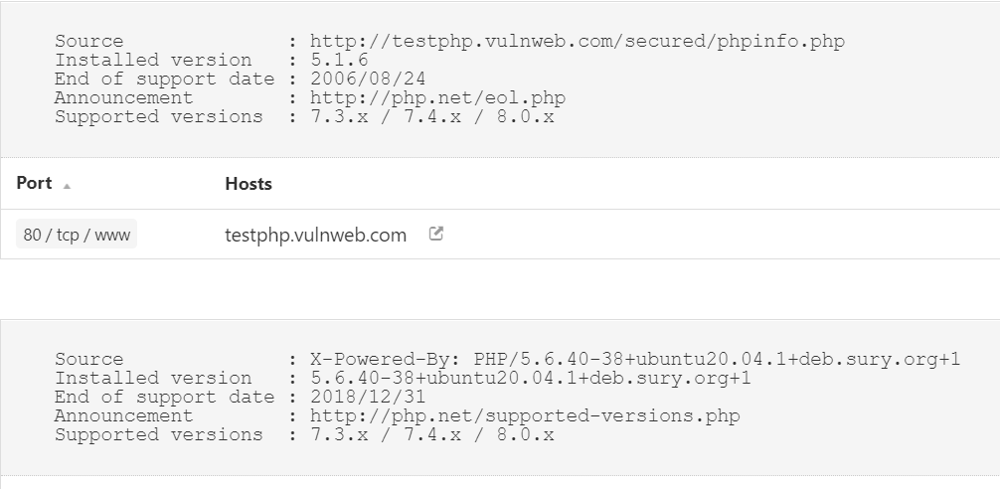 Source : http://testphp.vulnweb.com/secured/phpinfo.php
Installed version : 5.1.6
End of support date : 2006/08/24
Announcement : http://php.net/eol.php
Supported versions : 7.3.x / 7.4.x / 8.0.x
Port Hosts
80 / tcp / www testphp.vulnweb.com
Source : X-Powered-By: PHP/5.6.40-38+ubuntu20.04.1+deb.sury.org+1
Installed version : 5.6.40-38+ubuntu20.04.1+deb.sury.org+1
End of support date : 2018/12/31
Announcement : http://php.net/supported-versions.php
Supported versions : 7.3.x / 7.4.x / 8.0.x